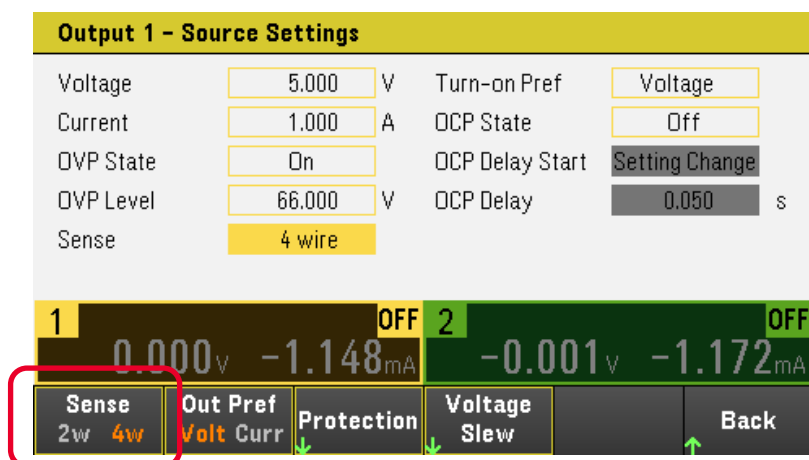 Output 1 - Source Settings
Voltage 5.000 V Turn-on Pref Voltage
Current 1.000 A OCP State Off
OVP State On OCP Delay Start Setting Change
OVP Level 66.000 V OCP Delay 0.050 s
Sense 4 wire
1 OFF 2 OFF
0.000V -1.148mA -0.001V -1.172mA
Sense Out Pref Protection Voltage Back
2w 4w Volt Curr Slew